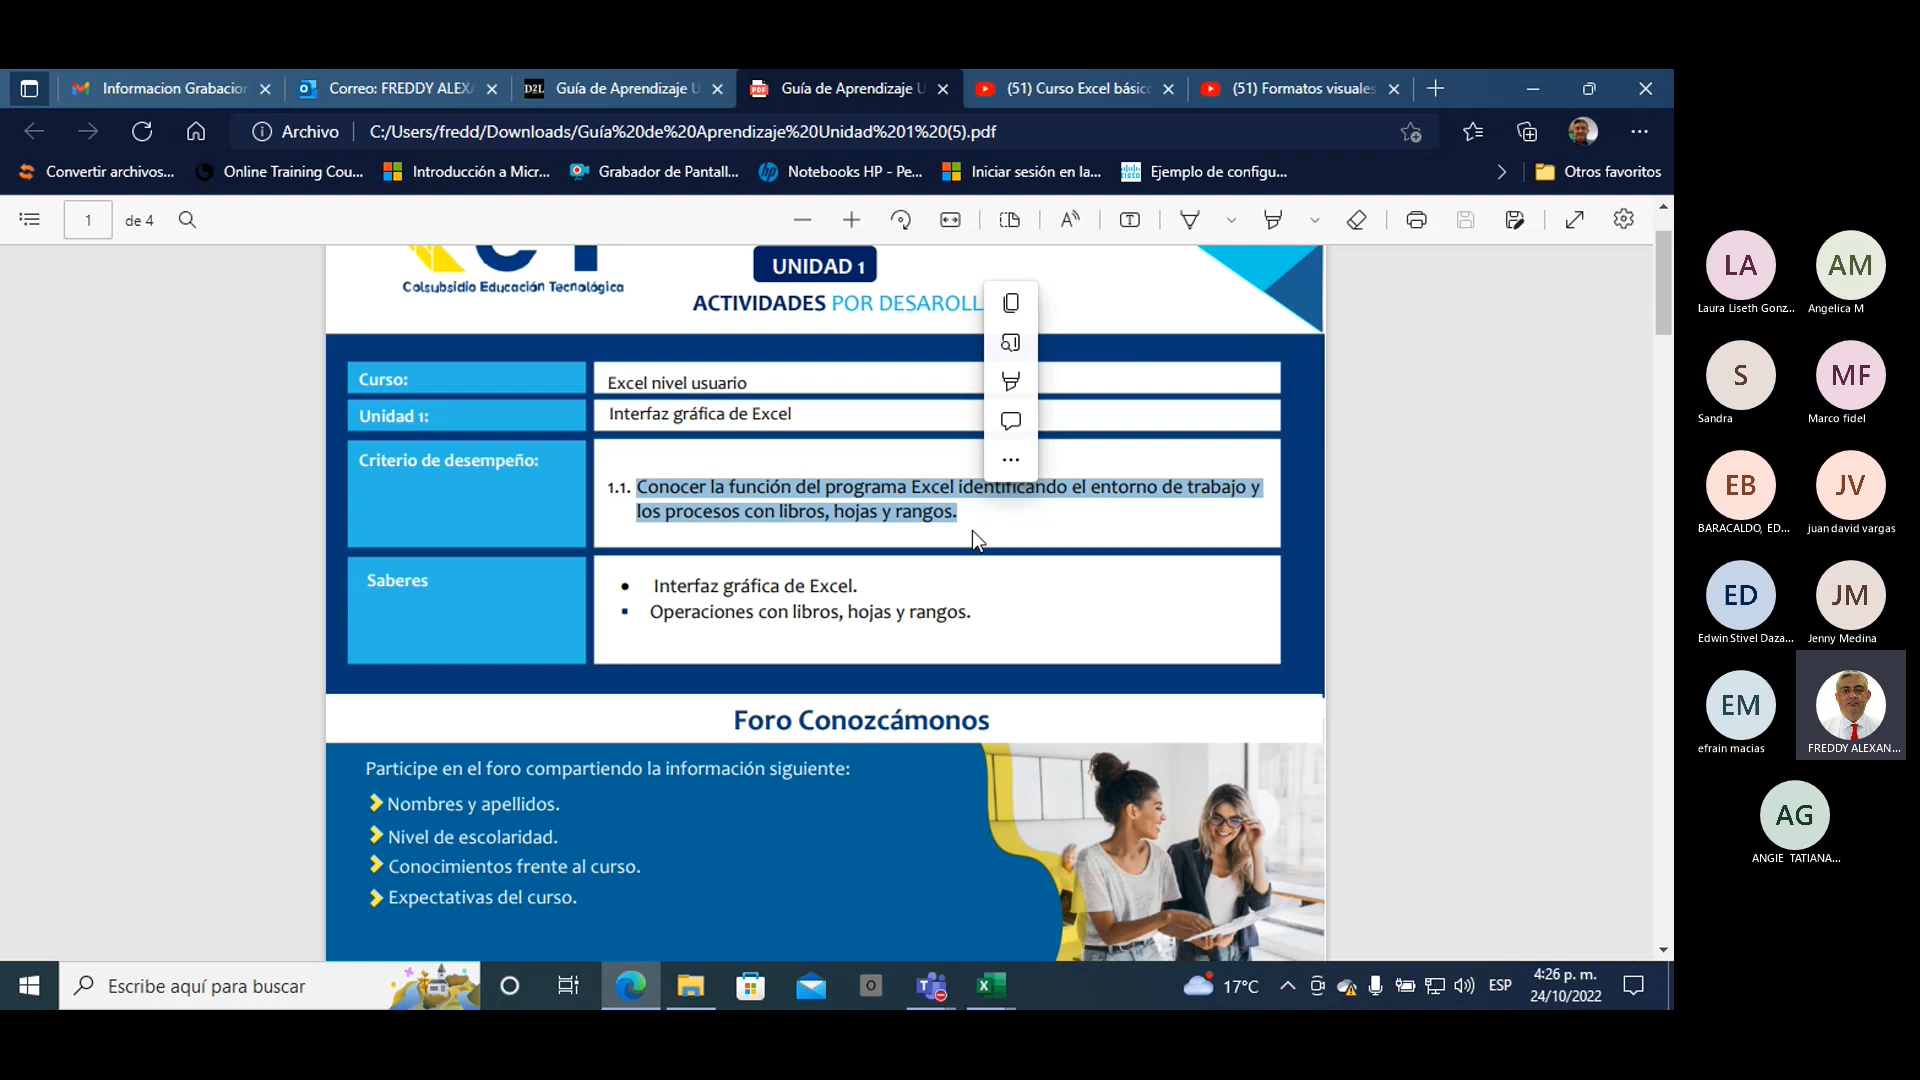 Informacion Grabacion
Correo: FREDDY ALEXA
D2L
Guía de Aprendizaje U
PDF
Guía de Aprendizaje U
(51) Curso Excel básico
(51) Formatos visuales
Archivo
C:/Users/fredd/Downloads/Guía%20de%20Aprendizaje%20Unidad%201%20(5).pdf
Convertir archivos...
Online Training Cou...
Introducción a Micr...
Grabador de Pantall...
Notebooks HP - Pe...
Iniciar sesión en la...
Ejemplo de configu...
Otros favoritos
1
de 4
Colsubsidio Educación Tecnológica
UNIDAD 1
ACTIVIDADES POR DESAROLL
Curso:
Excel nivel usuario
Unidad 1:
Interfaz gráfica de Excel
Criterio de desempeño:
1.1. Conocer la función del programa Excel identificando el entorno de trabajo y
los procesos con libros, hojas y rangos.
Saberes
• Interfaz gráfica de Excel.
▪ Operaciones con libros, hojas y rangos.
Foro Conozcámonos
Participe en el foro compartiendo la información siguiente:
Nombres y apellidos.
Nivel de escolaridad.
Conocimientos frente al curso.
Expectativas del curso.
Escribe aquí para buscar
17°C
ESP
4:26 p. m.
24/10/2022
LA
Laura Liseth Gonz...
AM
Angelica M
S
Sandra
MF
Marco fidel
EB
BARACALDO, ED...
JV
juan david vargas
ED
Edwin Stivel Daza...
JM
Jenny Medina
EM
efrain macias
FREDDY ALEXAN...
AG
ANGIE TATIANA...